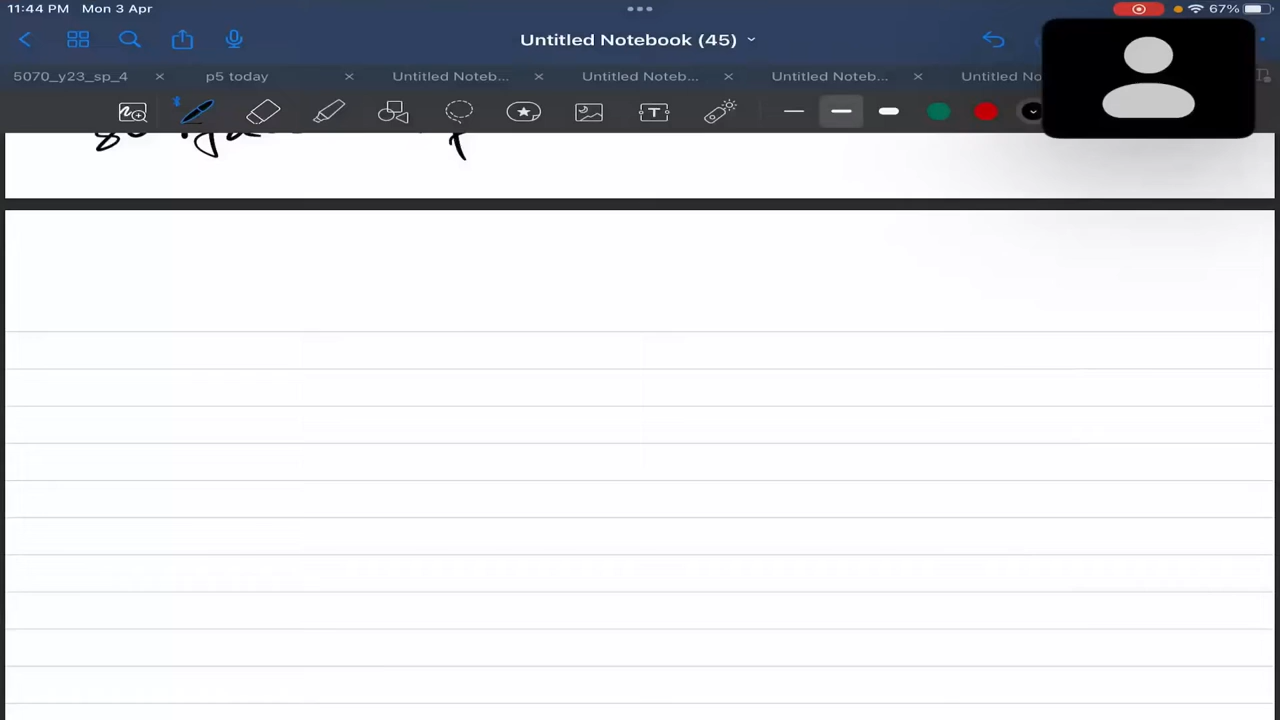 11:44 PM Mon 3 Apr
67%
Untitled Notebook (45)
5070_y23_sp_4
p5 today
Untitled Noteb...
Untitled Noteb...
Untitled Noteb...
Untitled No